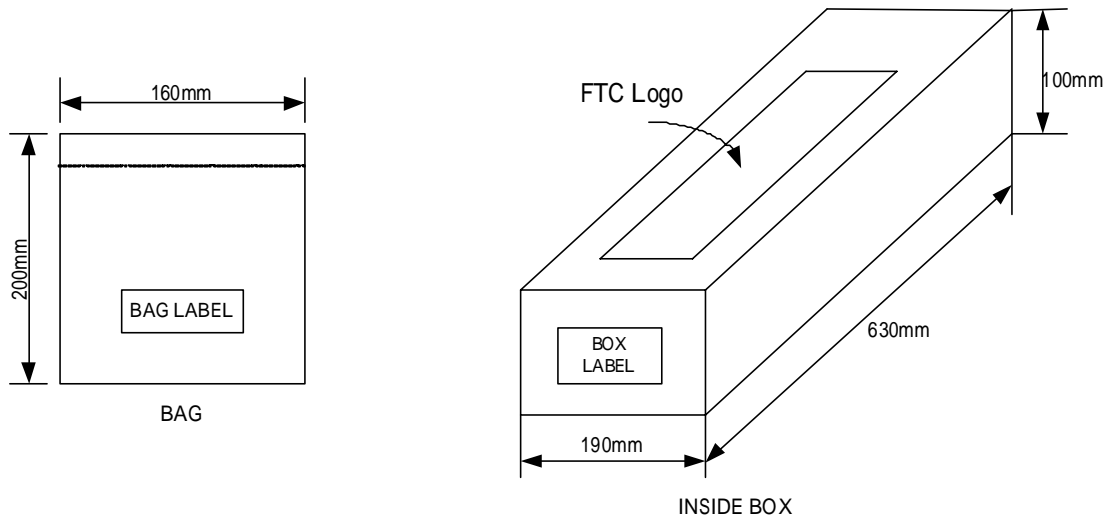 160mm
200mm
BAG LABEL
BAG
FTC Logo
100mm
BOX
LABEL
630mm
190mm
INSIDE BOX